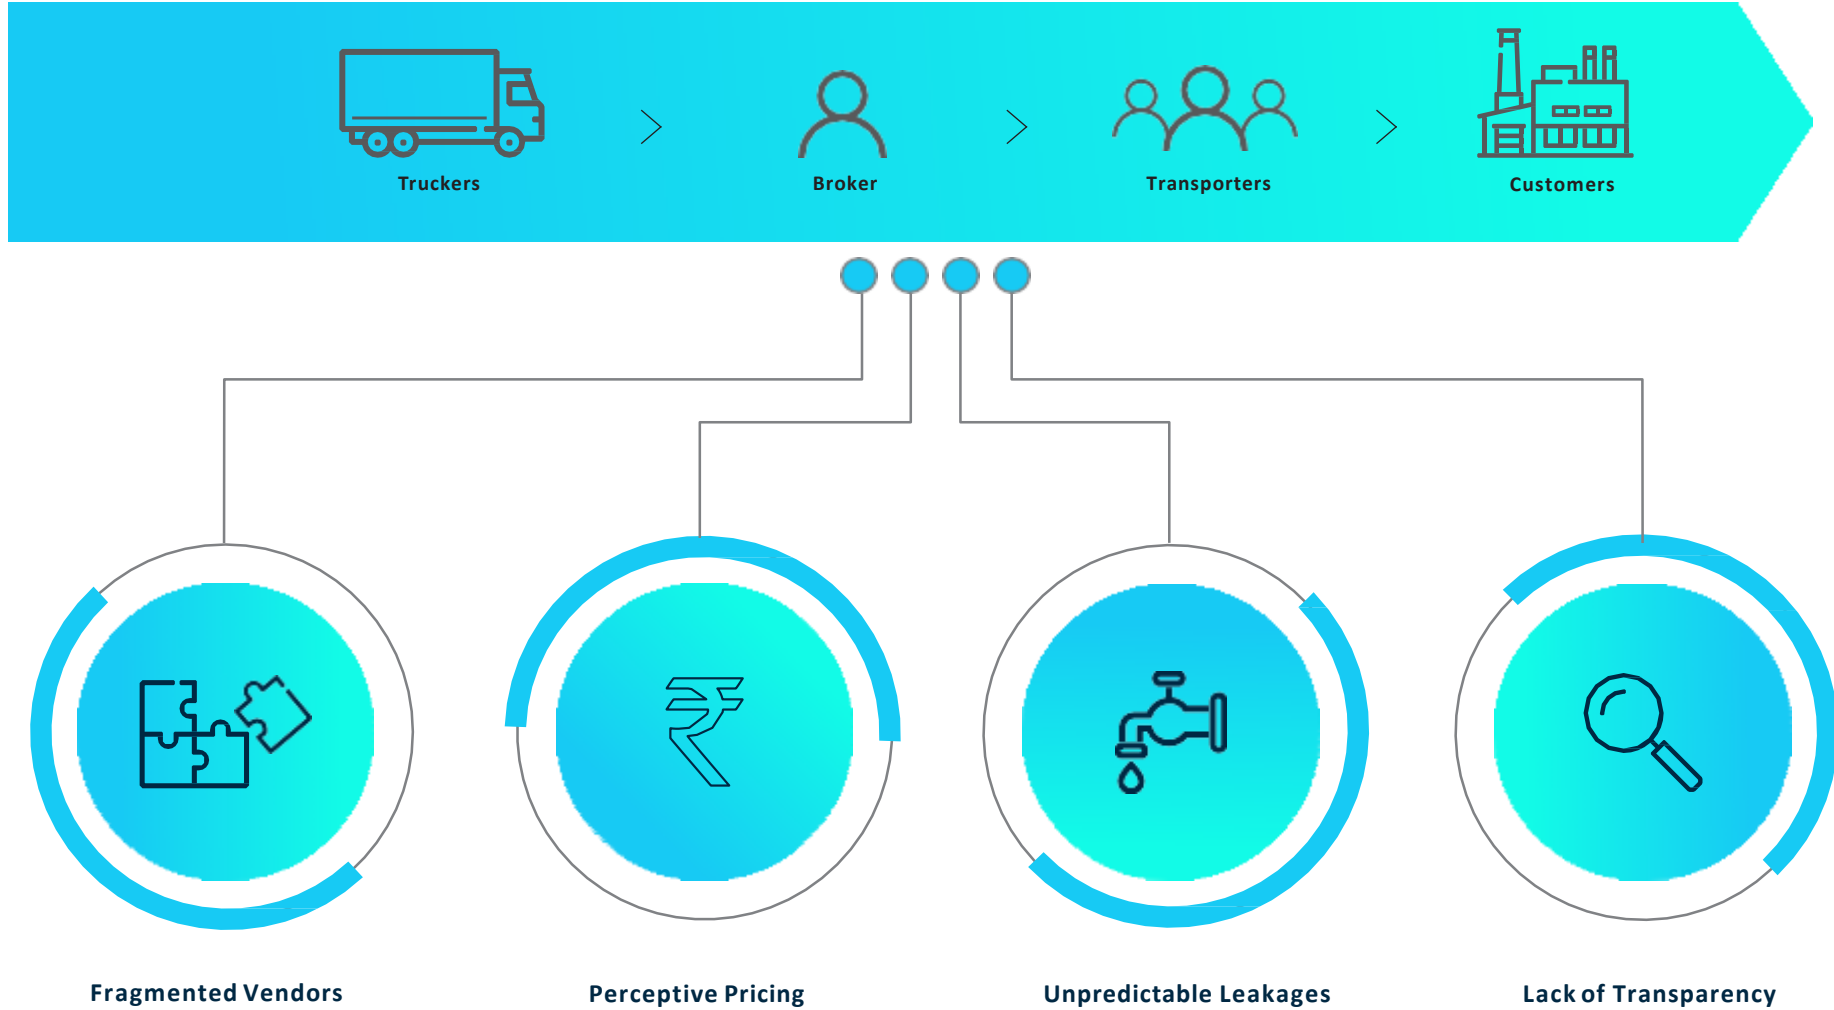 Truckers
Broker
Transporters
Customers
₹
Fragmented Vendors
Perceptive Pricing
Unpredictable Leakages
Lack of Transparency